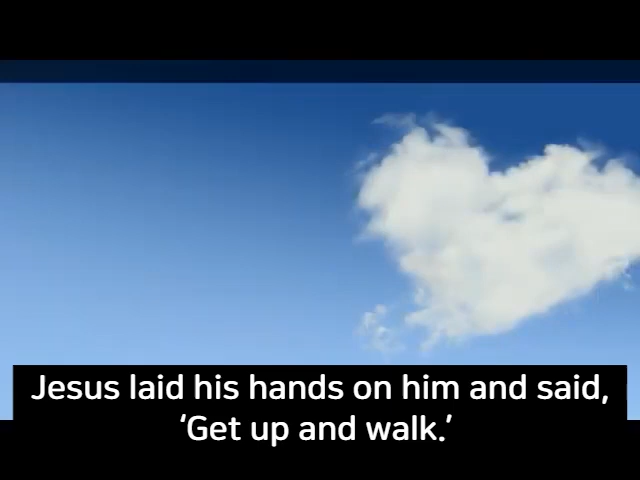 Jesus laid his hands on him and said,
‘Get up and walk.’